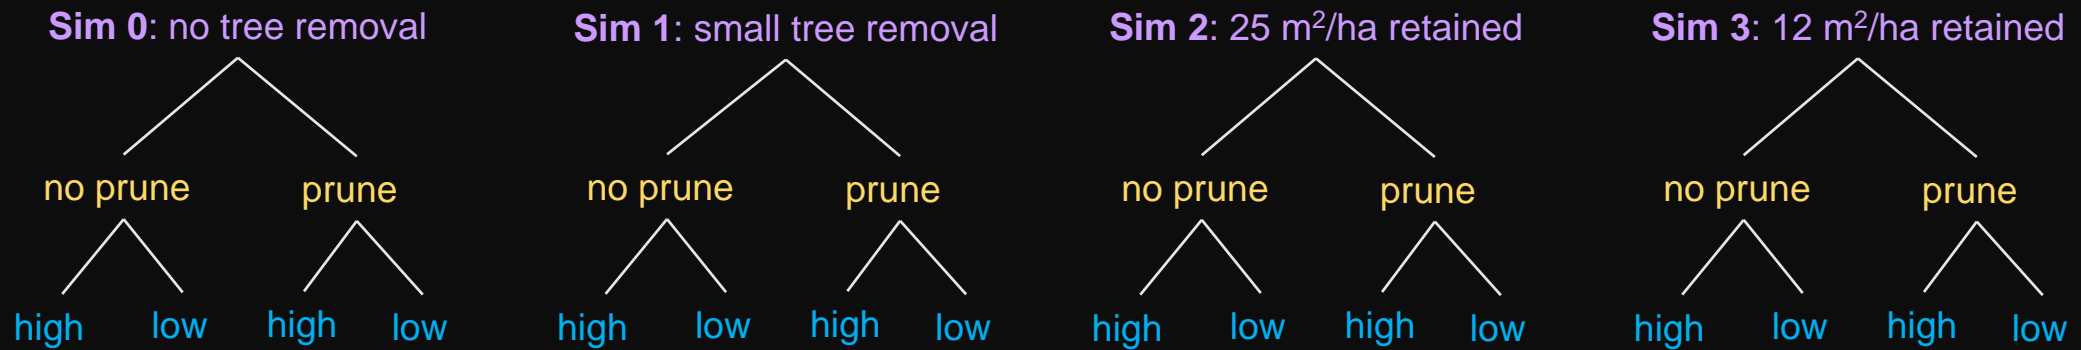 Sim 0: no tree removal
Sim 1: small tree removal
Sim 2: 25 m²/ha retained
Sim 3: 12 m²/ha retained
no prune
prune
no prune
prune
no prune
prune
no prune
prune
high
low
high
low
high
low
high
low
high
low
high
low
high
low
high
low